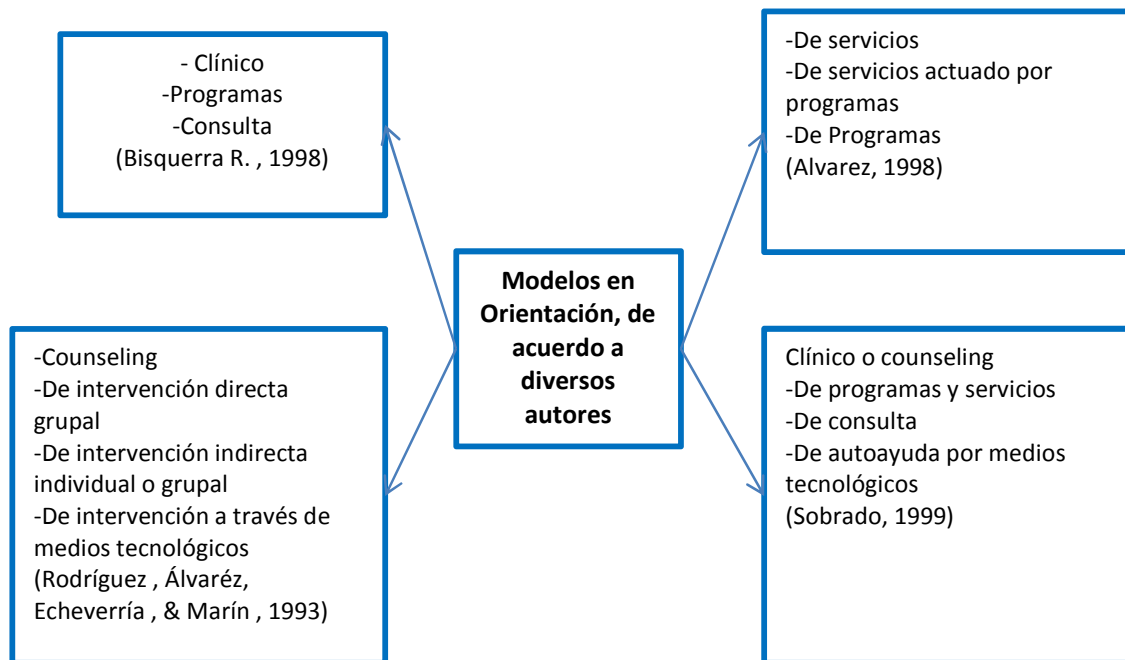 - Clínico
-Programas
-Consulta
(Bisquerra R. , 1998)
-De servicios
-De servicios actuado por
programas
-De Programas
(Alvarez, 1998)
Modelos en
Orientación, de
acuerdo a
diversos
autores
-Counseling
-De intervención directa
grupal
-De intervención indirecta
individual o grupal
-De intervención a través de
medios tecnológicos
(Rodríguez , Álvaréz,
Echeverría , & Marín , 1993)
Clínico o counseling
-De programas y servicios
-De consulta
-De autoayuda por medios
tecnológicos
(Sobrado, 1999)